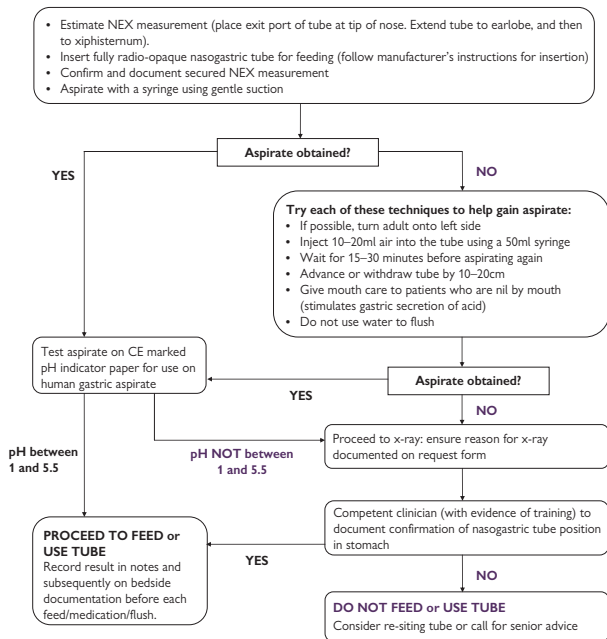 • Estimate NEX measurement (place exit port of tube at tip of nose. Extend tube to earlobe, and then
to xiphisternum).
• Insert fully radio-opaque nasogastric tube for feeding (follow manufacturer's instructions for insertion)
• Confirm and document secured NEX measurement
• Aspirate with a syringe using gentle suction
Aspirate obtained?
YES
NO
Try each of these techniques to help gain aspirate:
• If possible, turn adult onto left side
• Inject 10–20ml air into the tube using a 50ml syringe
• Wait for 15–30 minutes before aspirating again
• Advance or withdraw tube by 10–20cm
• Give mouth care to patients who are nil by mouth
(stimulates gastric secretion of acid)
• Do not use water to flush
Test aspirate on CE marked
pH indicator paper for use on
human gastric aspirate
YES
Aspirate obtained?
NO
pH between
1 and 5.5
pH NOT between
1 and 5.5
Proceed to x-ray: ensure reason for x-ray
documented on request form
Competent clinician (with evidence of training) to
document confirmation of nasogastric tube position
in stomach
PROCEED TO FEED or
USE TUBE
Record result in notes and
subsequently on bedside
documentation before each
feed/medication/flush.
YES
NO
DO NOT FEED or USE TUBE
Consider re-siting tube or call for senior advice